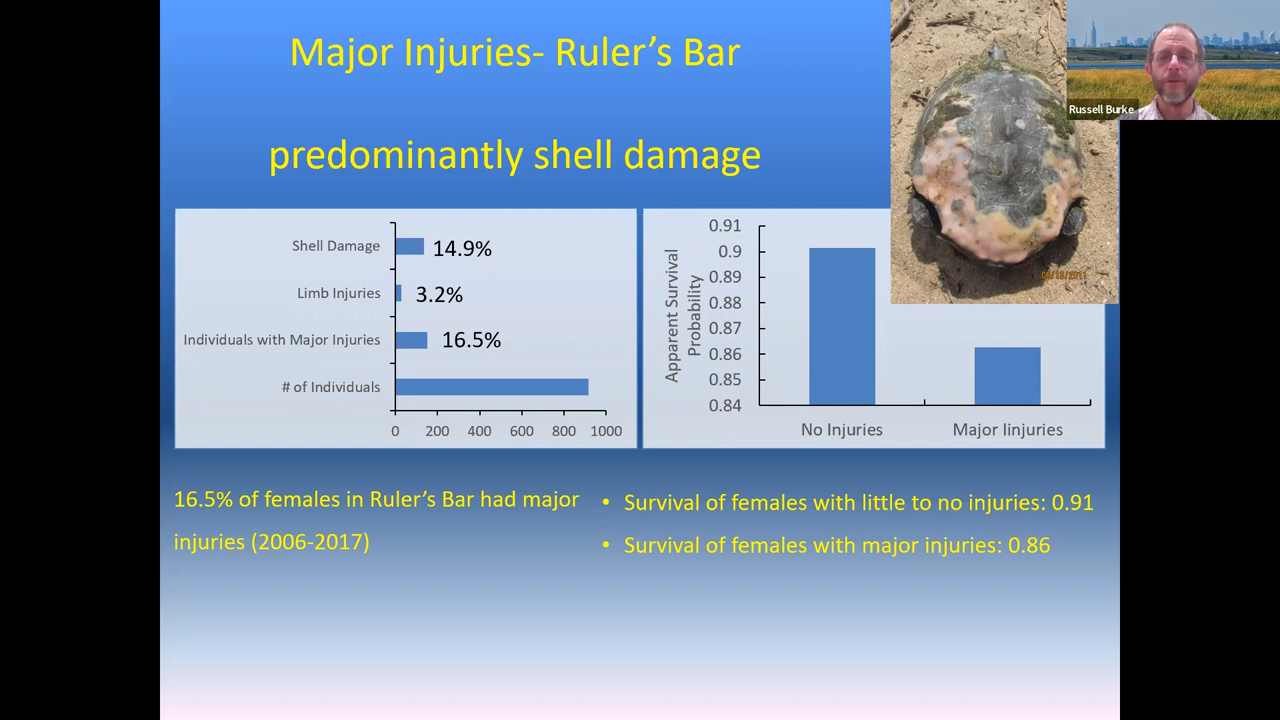 Major Injuries- Ruler's Bar
predominantly shell damage
Russell Burke
Shell Damage
14.9%
Limb Injuries
3.2%
Individuals with Major Injuries
16.5%
# of Individuals
0 200 400 600 800 1000
Apparent Survival
Probability
0.91
0.9
0.89
0.88
0.87
0.86
0.85
0.84
No Injuries
Major Iinjuries
16.5% of females in Ruler's Bar had major
injuries (2006-2017)
• Survival of females with little to no injuries: 0.91
• Survival of females with major injuries: 0.86